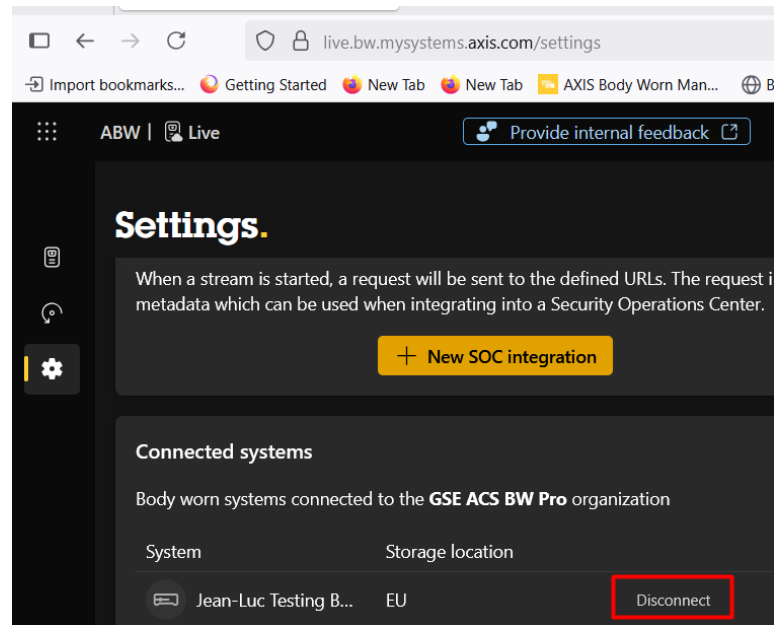 live.bw.mysystems.axis.com/settings
Import bookmarks... Getting Started New Tab New Tab AXIS Body Worn Man... B
ABW | Live Provide internal feedback
Settings.
When a stream is started, a request will be sent to the defined URLs. The request i
metadata which can be used when integrating into a Security Operations Center.
+ New SOC integration
Connected systems
Body worn systems connected to the GSE ACS BW Pro organization
System Storage location
Jean-Luc Testing B... EU Disconnect